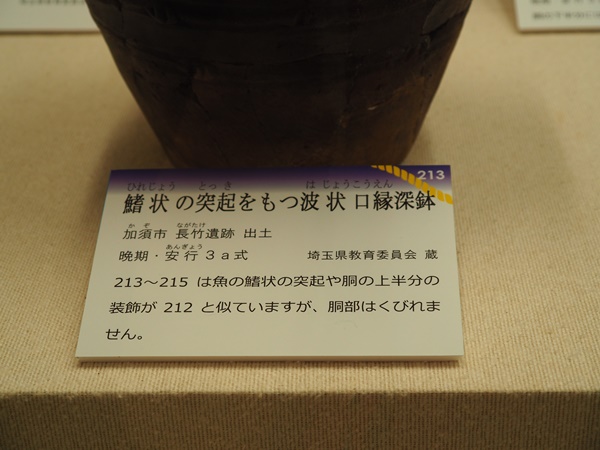 213
ひれじょう とっき はじょうこうえん
鰭状の突起をもつ波状口縁深鉢
かぞ ながたけ
加須市 長竹遺跡 出土
あんぎょう
晩期・安行3a式 埼玉県教育委員会 蔵
213～215 は魚の鰭状の突起や胴の上半分の
装飾が 212 と似ていますが、胴部はくびれま
せん。